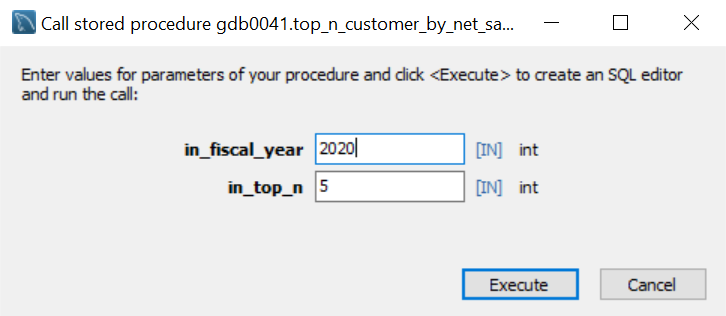 Call stored procedure gdb0041.top_n_customer_by_net_sa...
Enter values for parameters of your procedure and click <Execute> to create an SQL editor
and run the call:
in_fiscal_year 2020 [IN] int
in_top_n 5 [IN] int
Execute Cancel